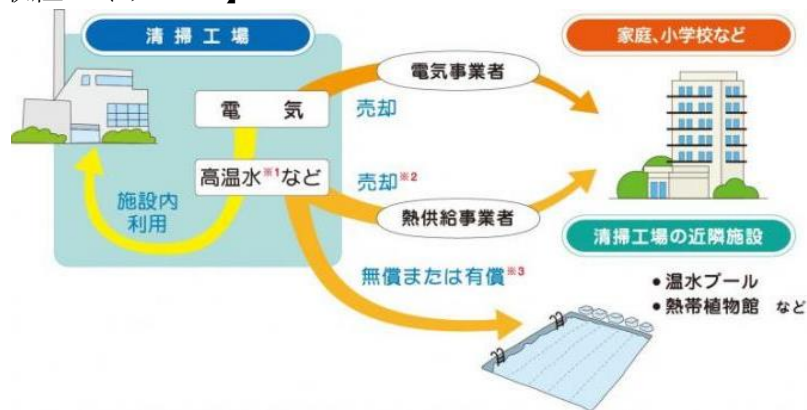 清掃工場
家庭、小学校など
電気事業者
電気
売却
高温水※1など
売却※2
施設内
利用
熱供給事業者
清掃工場の近隣施設
無償または有償※3
●温水プール
●熱帯植物館 など